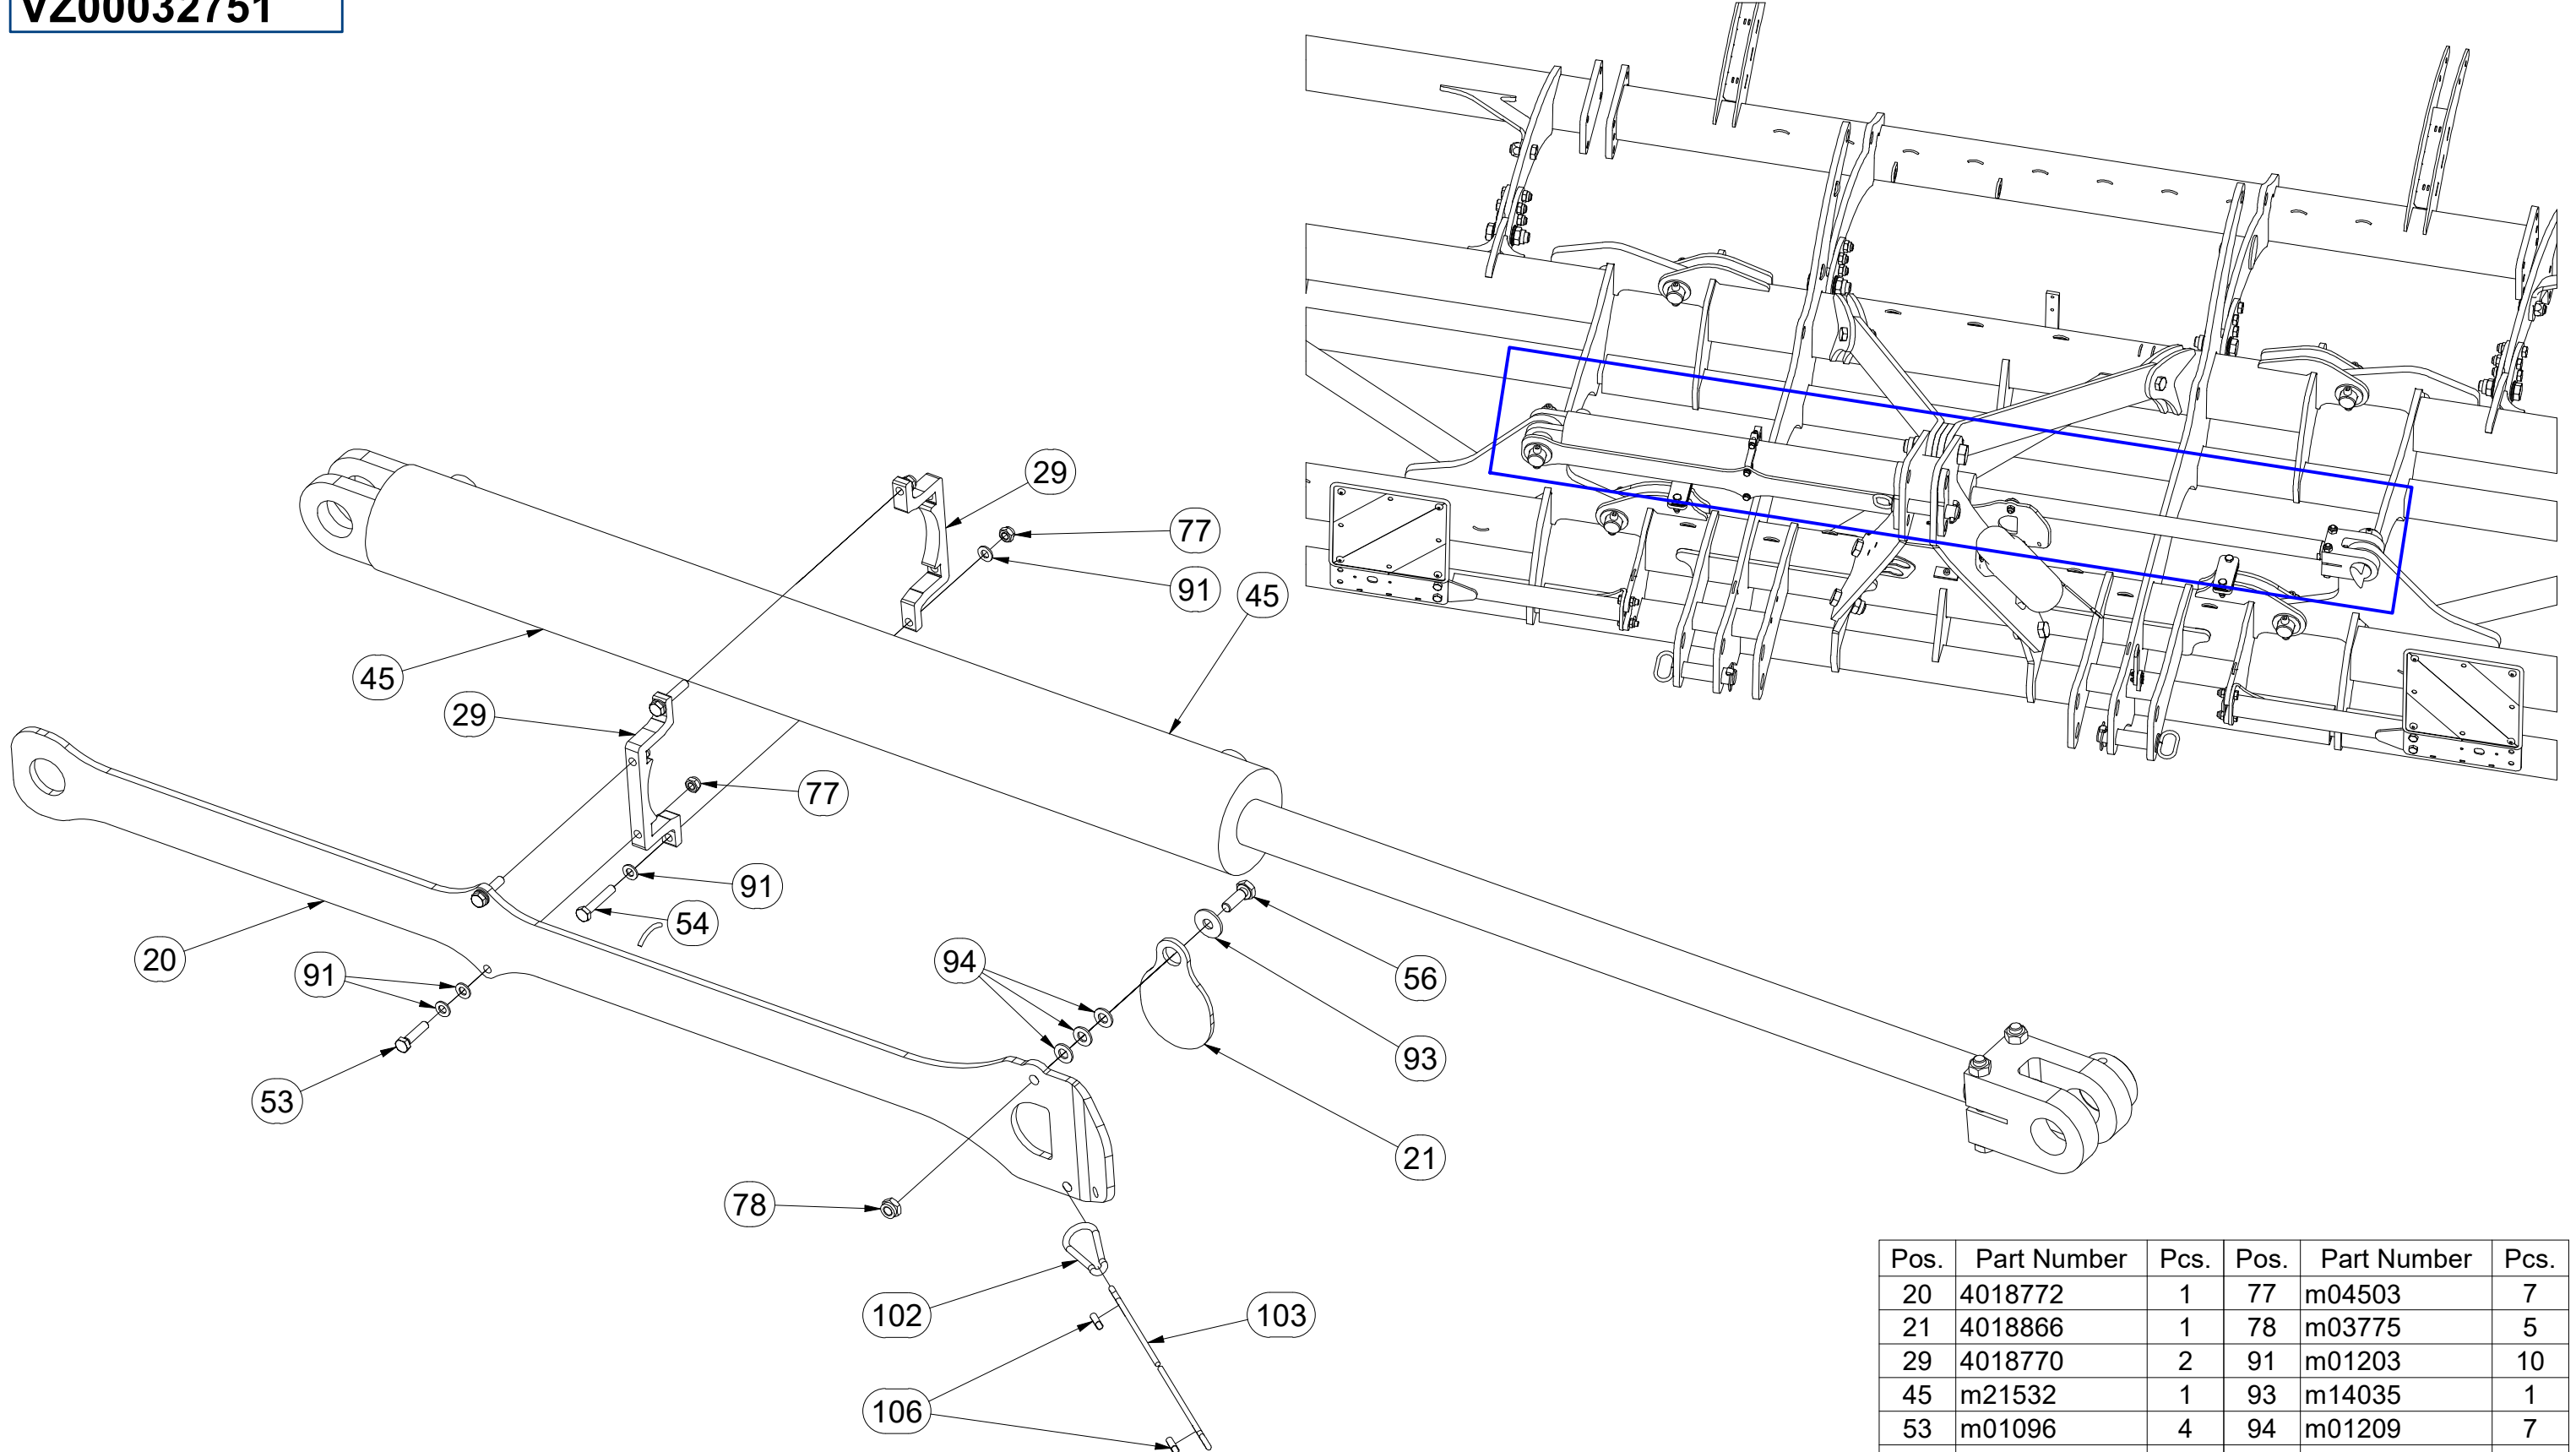 VZ00032751
29
77
91
45
45
29
77
91
54
20
91
94
56
93
53
21
78
102
103
106
Pos. Part Number Pcs. Pos. Part Number Pcs.
20 4018772 1 77 m04503 7
21 4018866 1 78 m03775 5
29 4018770 2 91 m01203 10
45 m21532 1 93 m14035 1
53 m01096 4 94 m01209 7